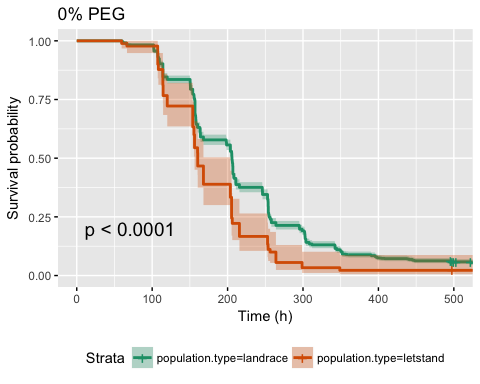 0% PEG
Survival probability
1.00
0.75
0.50
0.25
0.00
p < 0.0001
0 100 200 300 400 500
Time (h)
Strata population.type=landrace population.type=letstand